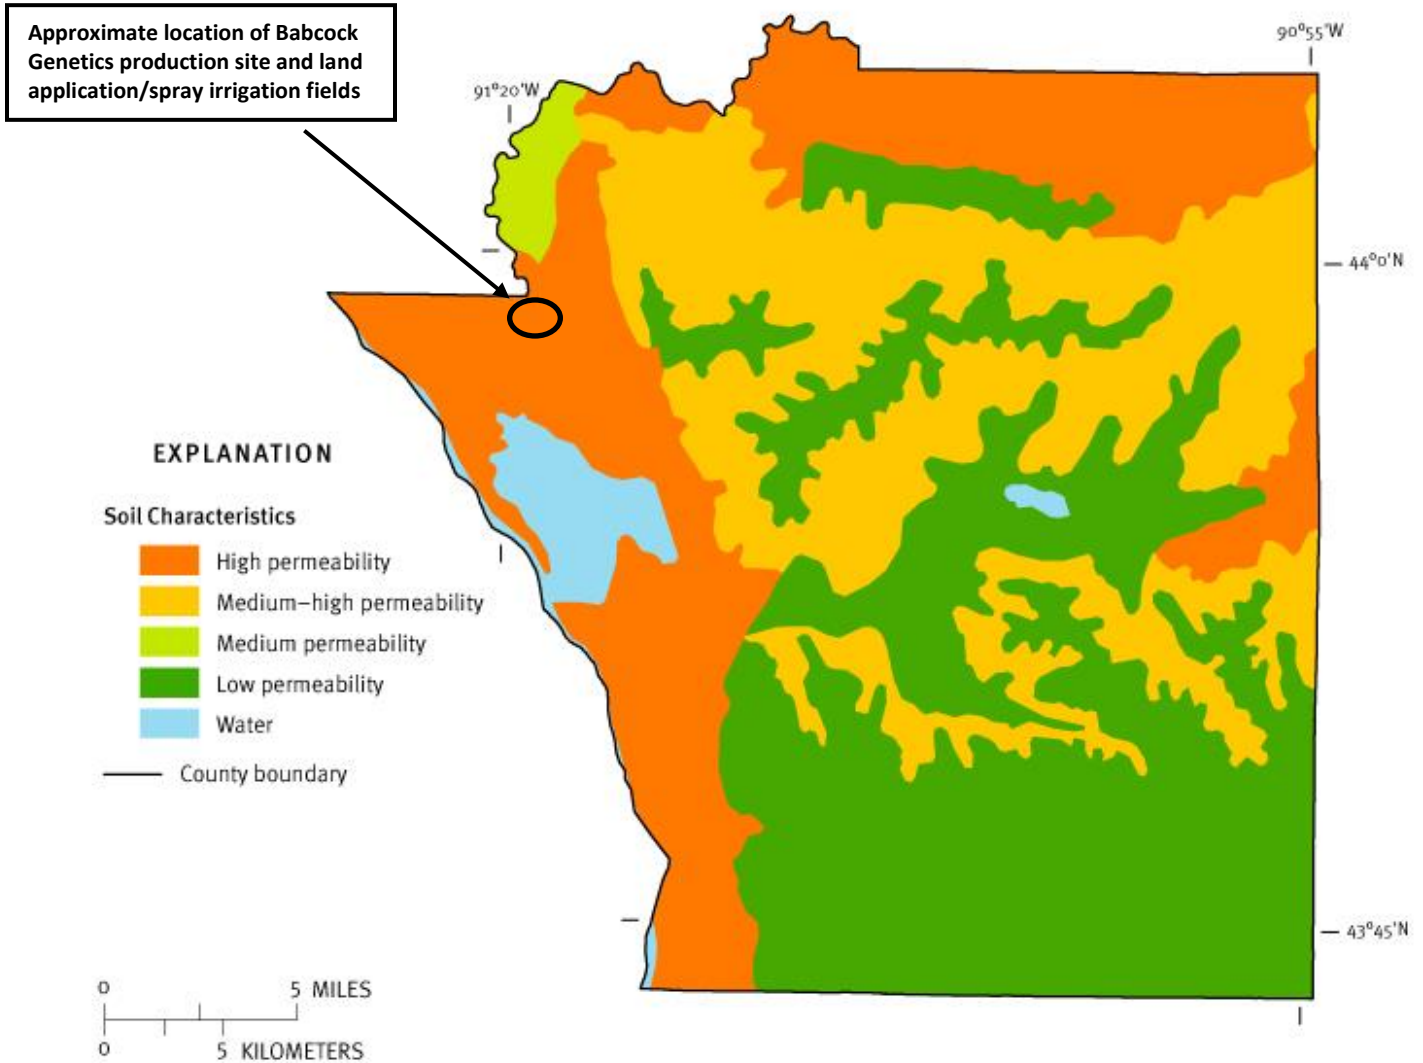 Approximate location of Babcock
Genetics production site and land
application/spray irrigation fields
90°55'W
91°20'W
44°0'N
EXPLANATION
Soil Characteristics
High permeability
Medium–high permeability
Medium permeability
Low permeability
Water
County boundary
43°45'N
0 5 MILES
0 5 KILOMETERS